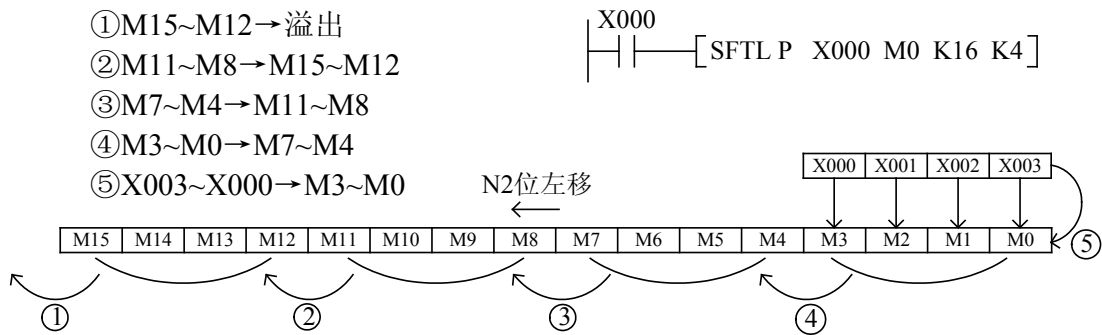 ①M15~M12→溢出
②M11~M8→M15~M12
③M7~M4→M11~M8
④M3~M0→M7~M4
⑤X003~X000→M3~M0
X000
SFTL P X000 M0 K16 K4
N2位左移
X000 X001 X002 X003
M15 M14 M13 M12 M11 M10 M9 M8 M7 M6 M5 M4 M3 M2 M1 M0
⑤
① ② ③ ④